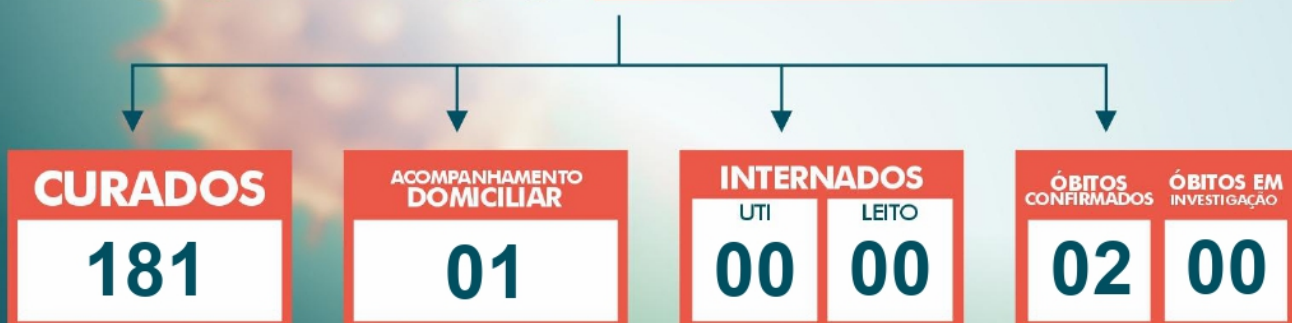 CURADOS
181
ACOMPANHAMENTO
DOMICILIAR
01
INTERNADOS
UTI
00
LEITO
00
ÓBITOS
CONFIRMADOS
02
ÓBITOS EM
INVESTIGAÇÃO
00